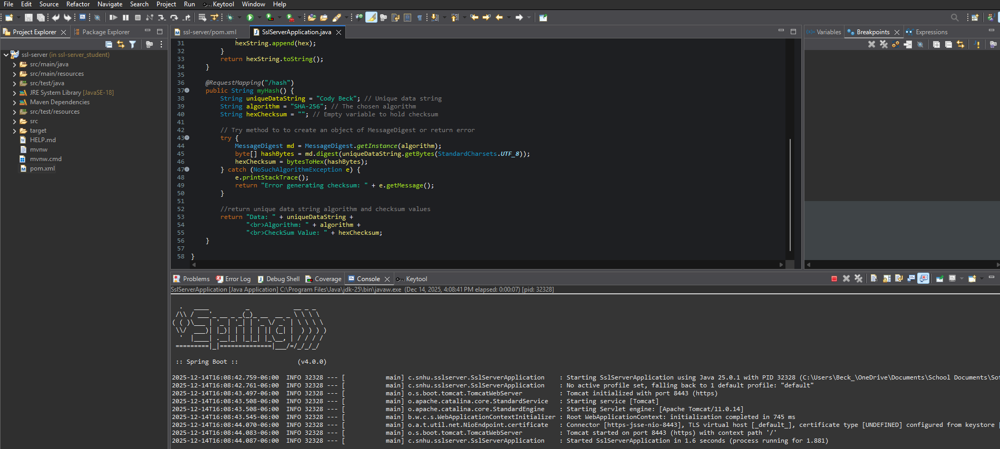 File Edit Source Refactor Navigate Search Project Run Keytool Window Help
Project Explorer Package Explorer
ssl-server (in ssl-server_student)
src/main/java
src/main/resources
src/test/java
JRE System Library [JavaSE-18]
Maven Dependencies
src/test/resources
src
target
HELP.md
mvnw
mvnw.cmd
pom.xml
ssl-server/pom.xml SslServerApplication.java
31 hexString.append(hex);
32 }
33 return hexString.toString();
34 }
35
36 @RequestMapping("/hash")
37 public String myHash() {
38 String uniqueDataString = "Cody Beck"; // Unique data string
39 String algorithm = "SHA-256"; // The chosen algorithm
40 String hexChecksum = ""; // Empty variable to hold checksum
41
42 // Try method to to create an object of MessageDigest or return error
43 try {
44 MessageDigest md = MessageDigest.getInstance(algorithm);
45 byte[] hashBytes = md.digest(uniqueDataString.getBytes(StandardCharsets.UTF_8));
46 hexChecksum = bytesToHex(hashBytes);
47 } catch (NoSuchAlgorithmException e) {
48 e.printStackTrace();
49 return "Error generating checksum: " + e.getMessage();
50 }
51
52 //return unique data string algorithm and checksum values
53 return "Data: " + uniqueDataString +
54 "<br>Algorithm: " + algorithm +
55 "<br>CheckSum Value: " + hexChecksum;
56 }
57
58 }
Variables Breakpoints Expressions
Problems Error Log Debug Shell Coverage Console Keytool
SslServerApplication [Java Application] C:\Program Files\Java\jdk-25\bin\javaw.exe (Dec 14, 2025, 4:08:41 PM elapsed: 0:00:07) [pid: 32328]
Spring
:: Spring Boot :: (v4.0.0)
2025-12-14T16:08:42.759-06:00 INFO 32328 --- [ main] c.snhu.sslserver.SslServerApplication : Starting SslServerApplication using Java 25.0.1 with PID 32328 (C:\Users\Beck_\OneDrive\Documents\School Documents\Sof
2025-12-14T16:08:42.761-06:00 INFO 32328 --- [ main] c.snhu.sslserver.SslServerApplication : No active profile set, falling back to 1 default profile: "default"
2025-12-14T16:08:43.497-06:00 INFO 32328 --- [ main] o.s.boot.tomcat.TomcatWebServer : Tomcat initialized with port 8443 (https)
2025-12-14T16:08:43.508-06:00 INFO 32328 --- [ main] o.apache.catalina.core.StandardService : Starting service [Tomcat]
2025-12-14T16:08:43.508-06:00 INFO 32328 --- [ main] o.apache.catalina.core.StandardEngine : Starting Servlet engine: [Apache Tomcat/11.0.14]
2025-12-14T16:08:43.545-06:00 INFO 32328 --- [ main] b.w.c.s.WebApplicationContextInitializer : Root WebApplicationContext: initialization completed in 745 ms
2025-12-14T16:08:44.070-06:00 INFO 32328 --- [ main] o.a.t.util.net.NioEndpoint.certificate : Connector [https-jsse-nio-8443], TLS virtual host [_default_], certificate type [UNDEFINED] configured from keystore [
2025-12-14T16:08:44.083-06:00 INFO 32328 --- [ main] o.s.boot.tomcat.TomcatWebServer : Tomcat started on port 8443 (https) with context path '/'
2025-12-14T16:08:44.087-06:00 INFO 32328 --- [ main] c.snhu.sslserver.SslServerApplication : Started SslServerApplication in 1.6 seconds (process running for 1.881)